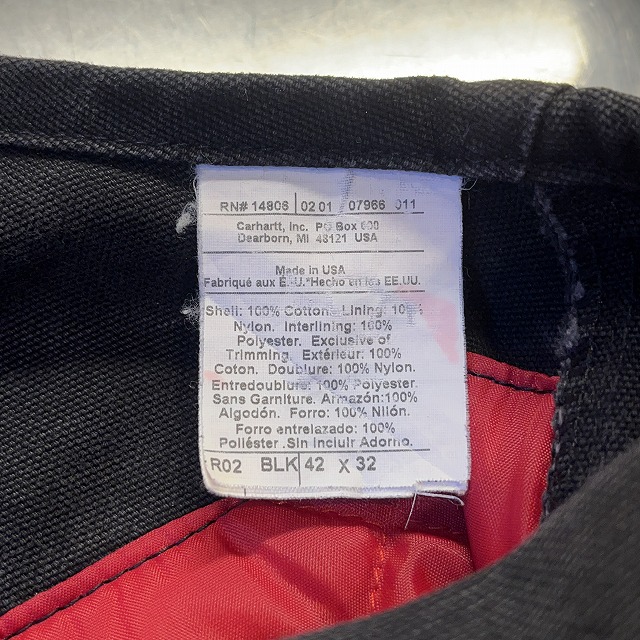 RN# 14806 0201 07966 011
Carhartt, Inc. PO Box 600
Dearborn, MI 48121 USA
Made in USA
Fabriqué aux É.-U.*Hecho en los EE.UU.
Shell: 100% Cotton. Lining: 100%
Nylon. Interlining: 100%
Polyester. Exclusive of
Trimming. Extérieur: 100%
Coton. Doublure: 100% Nylon.
Entredoublure: 100% Polyester.
Sans Garniture. Armazón:100%
Algodón. Forro: 100% Nilón.
Forro entrelazado: 100%
Poliéster .Sin Incluir Adorno.
R02 BLK 42 X 32